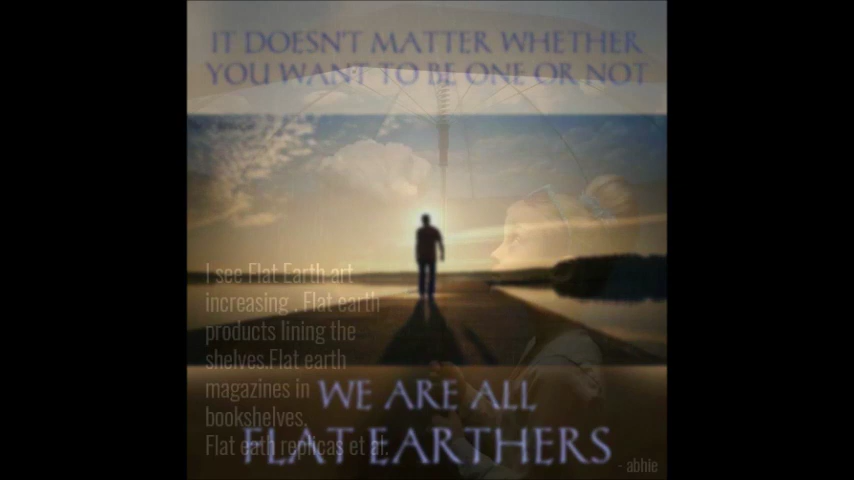 IT DOESN'T MATTER WHETHER
YOU WANT TO BE ONE OR NOT
I see Flat Earth art
increasing . Flat earth
products lining the
shelves.Flat earth
magazines in
bookshelves.
Flat eath replicas et al.
WE ARE ALL
FLAT EARTHERS
- abhie